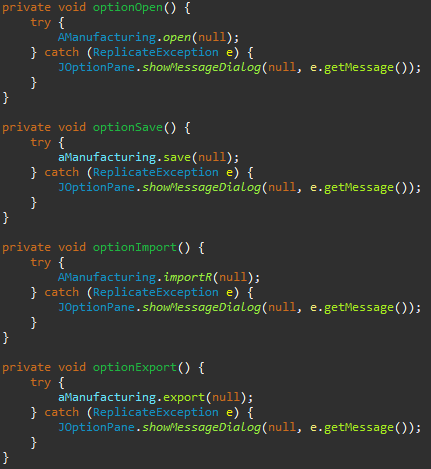 private void optionOpen() {
    try {
        AManufacturing.open(null);
    } catch (ReplicateException e) {
        JOptionPane.showMessageDialog(null, e.getMessage());
    }
}

private void optionSave() {
    try {
        aManufacturing.save(null);
    } catch (ReplicateException e) {
        JOptionPane.showMessageDialog(null, e.getMessage());
    }
}

private void optionImport() {
    try {
        AManufacturing.importR(null);
    } catch (ReplicateException e) {
        JOptionPane.showMessageDialog(null, e.getMessage());
    }
}

private void optionExport() {
    try {
        aManufacturing.export(null);
    } catch (ReplicateException e) {
        JOptionPane.showMessageDialog(null, e.getMessage());
    }
}